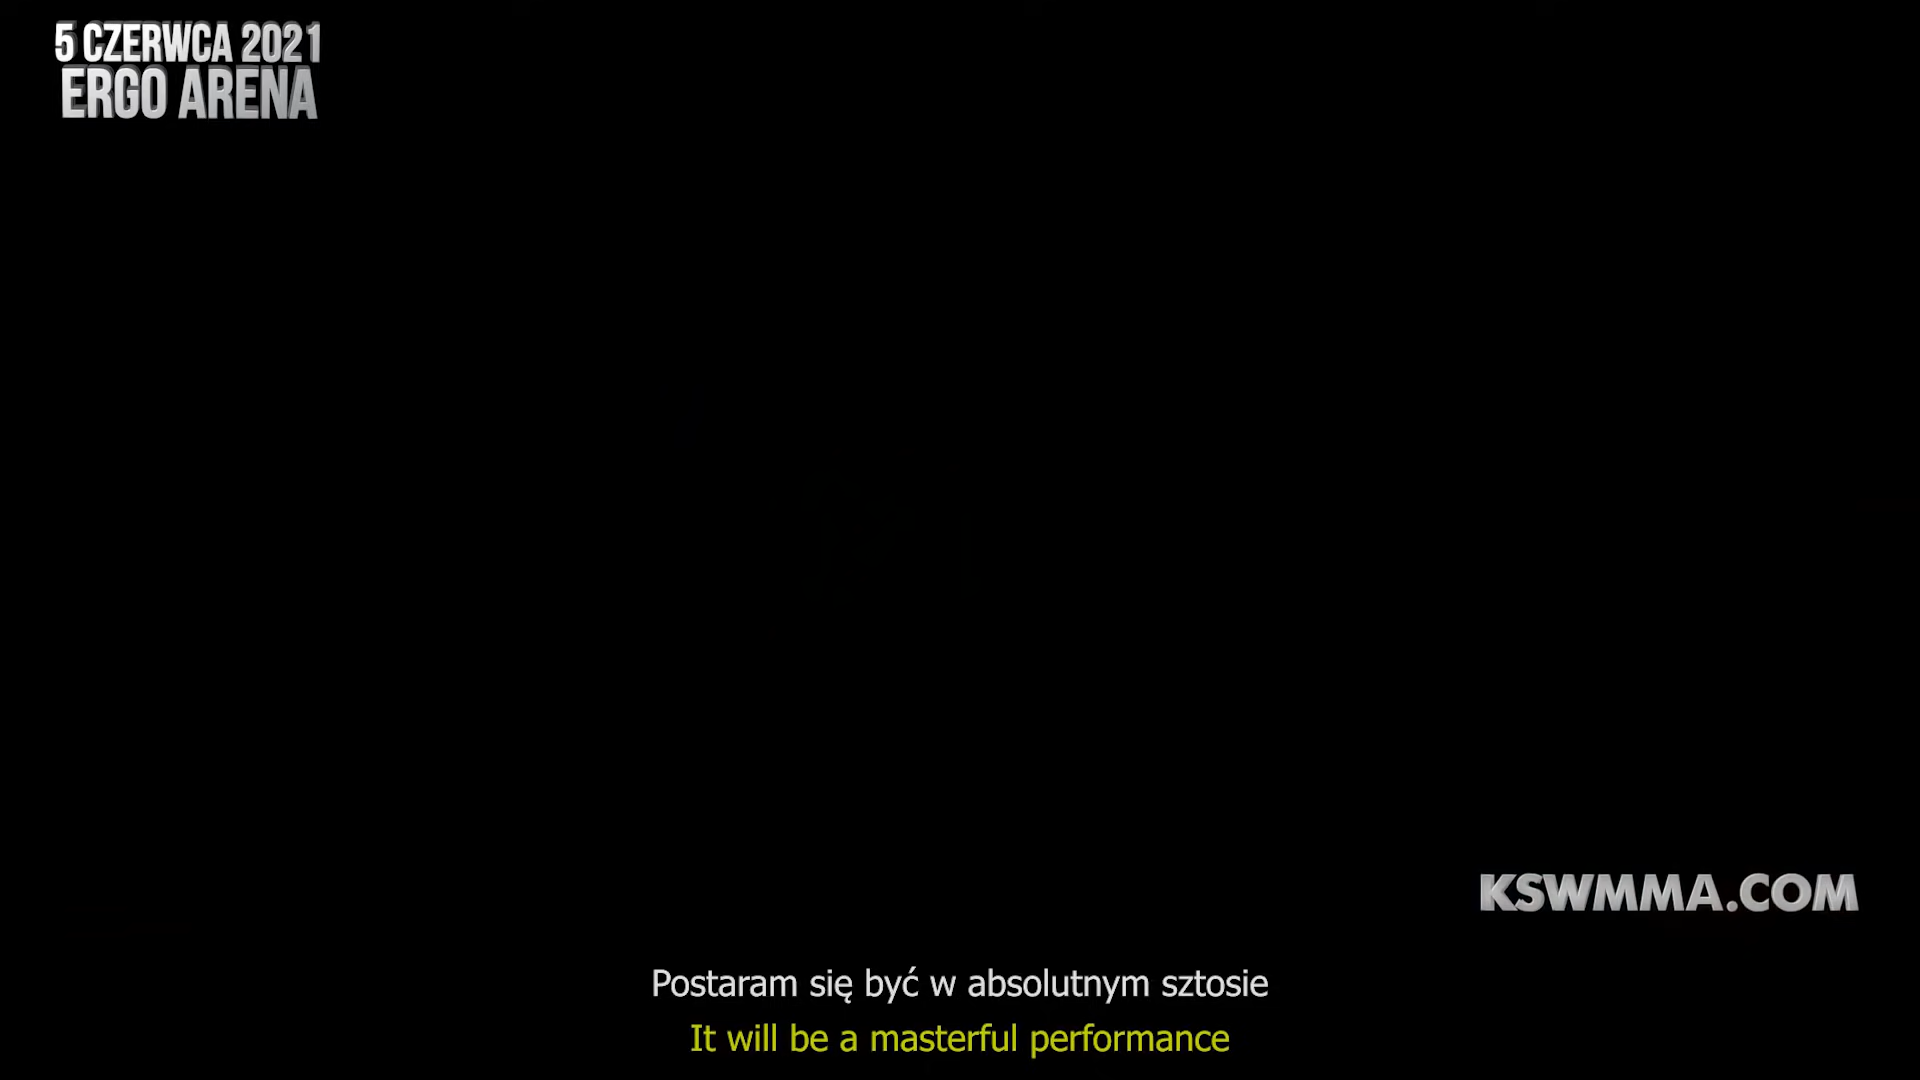 5 CZERWCA 2021
ERGO ARENA
KSWMMA.COM
Postaram się być w absolutnym sztosie
It will be a masterful performance